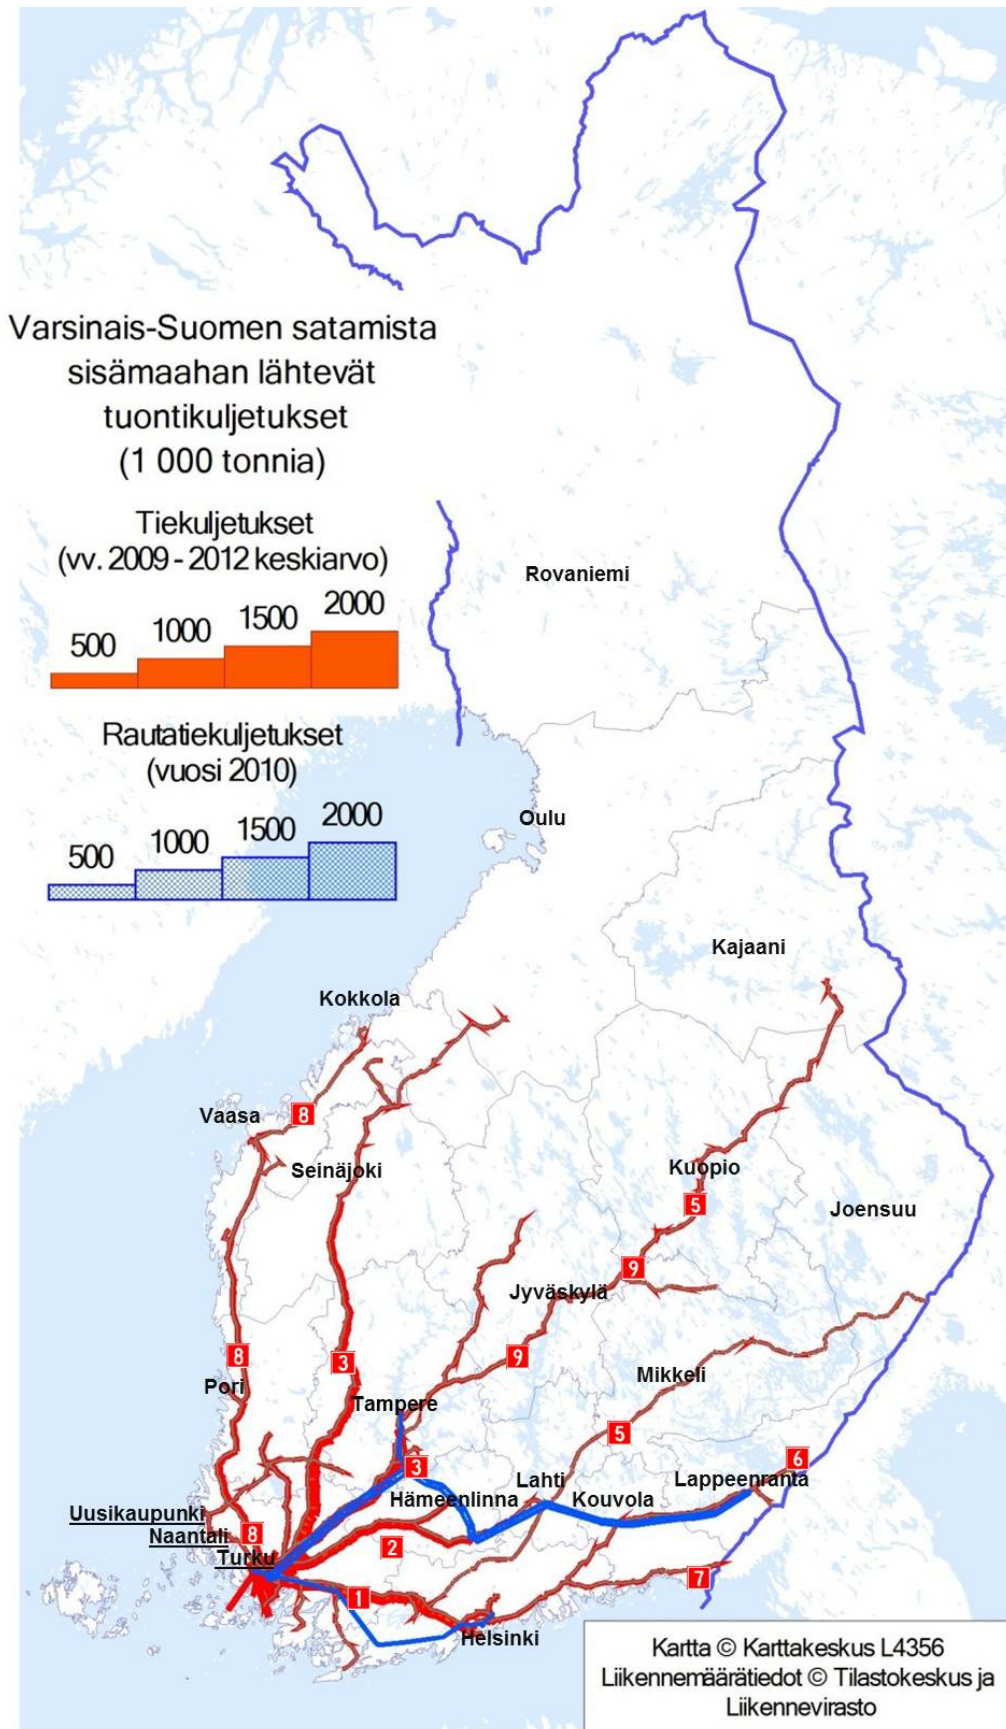 Varsinais-Suomen satamista
sisämaahan lähtevät
tuontikuljetukset
(1 000 tonnia)
Tiekuljetukset
(vv. 2009 - 2012 keskiarvo)
500
1000
1500
2000
Rautatiekuljetukset
(vuosi 2010)
500
1000
1500
2000
Rovaniemi
Oulu
Kajaani
Kokkola
Vaasa
8
Seinäjoki
Kuopio
5
Joensuu
9
Jyväskylä
8
3
9
Pori
Mikkeli
Tampere
5
3
6
Lahti
Lappeenranta
Hämeenlinna
Kouvola
Uusikaupunki
Naantali
8
2
Turku
7
1
Helsinki
Kartta © Karttakeskus L4356
Liikennemäärätiedot © Tilastokeskus ja
Liikennevirasto